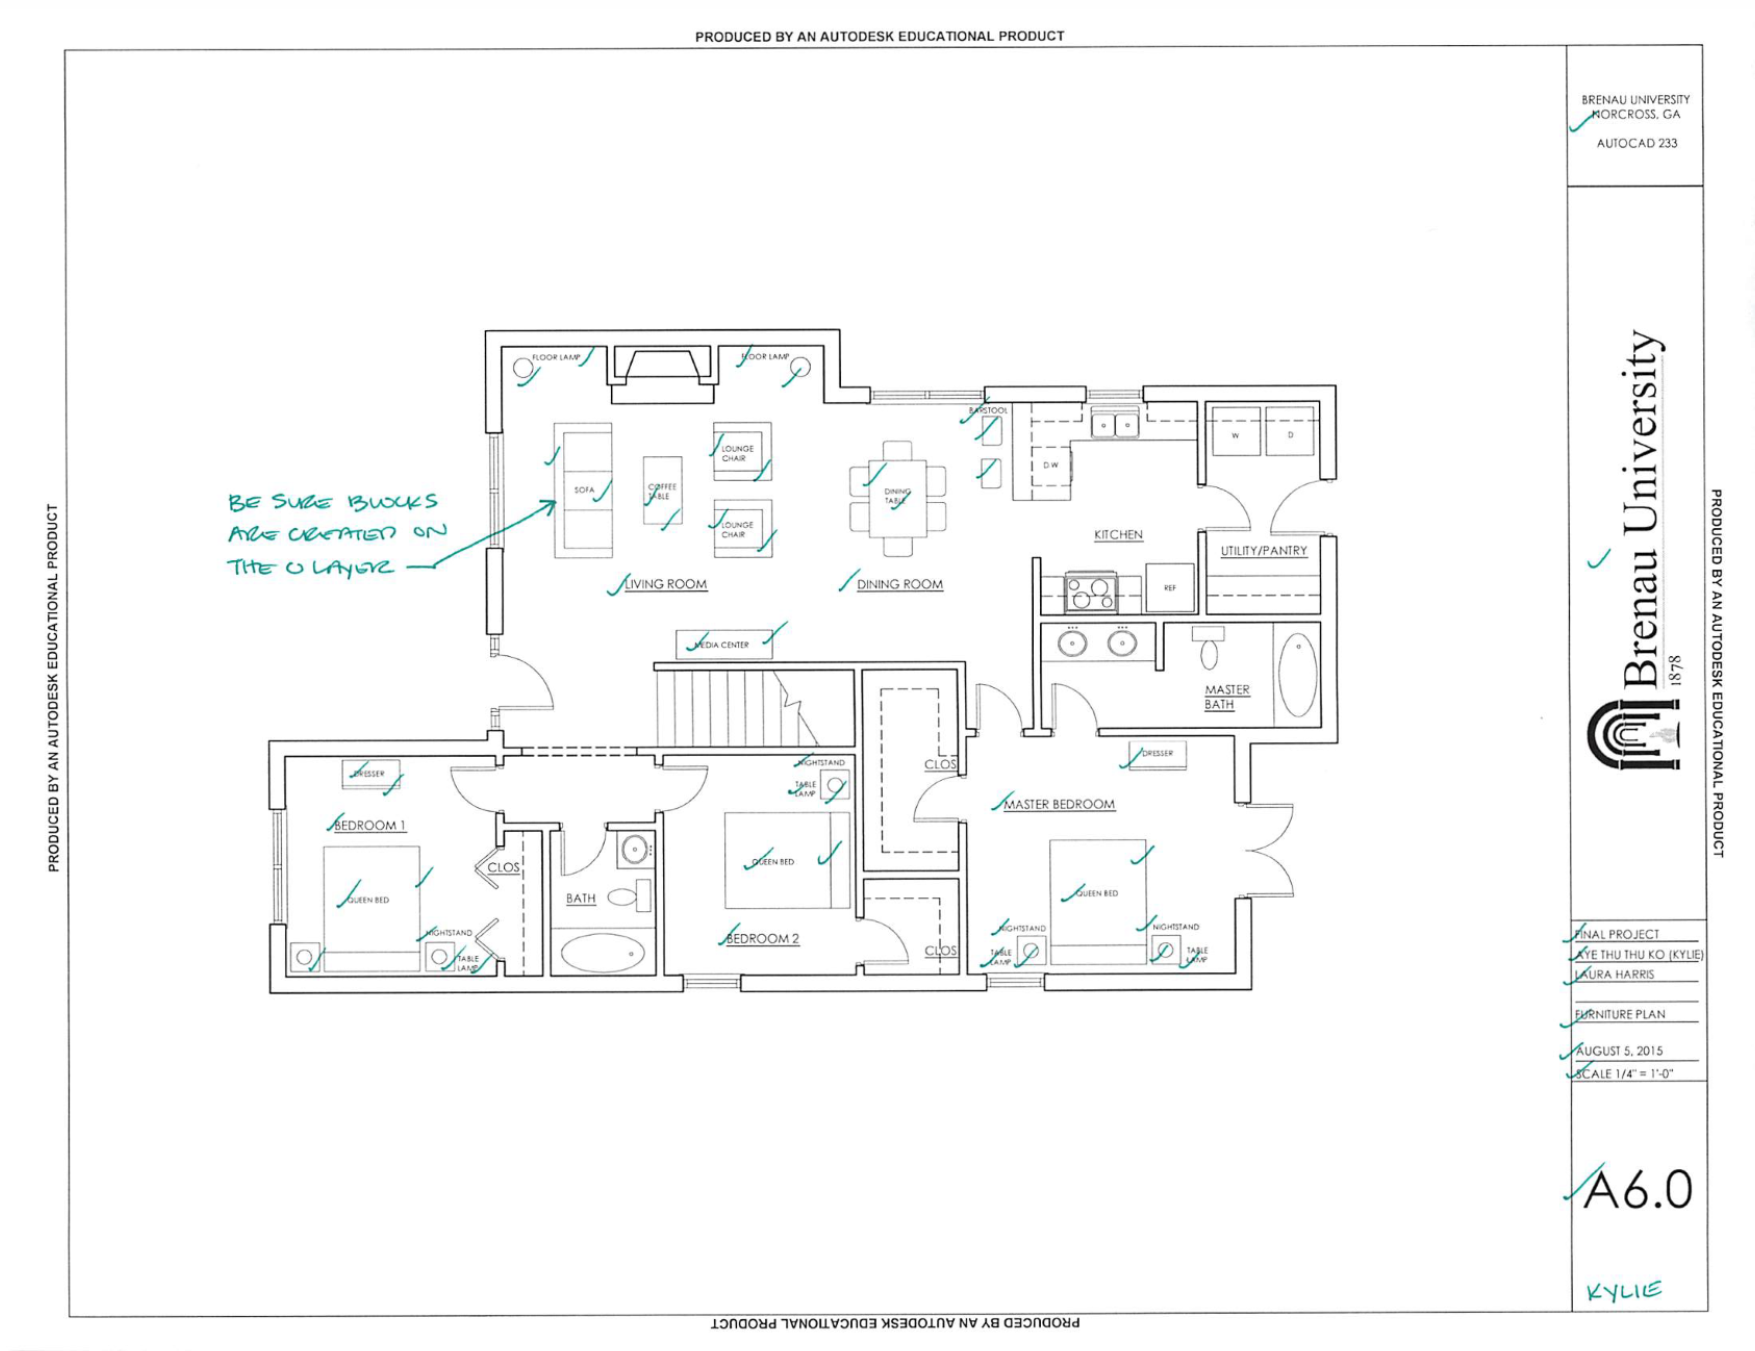 PRODUCED BY AN AUTODESK EDUCATIONAL PRODUCT
PRODUCED BY AN AUTODESK EDUCATIONAL PRODUCT
BRENAU UNIVERSITY
NORCROSS, GA
AUTOCAD 233
FLOOR LAMP
FLOOR LAMP
BARSTOOL
LOUNGE
CHAIR
W
D
D.W
SOFA
COFFEE
TABLE
DINING
TABLE
LOUNGE
CHAIR
BE SURE BLOCKS
ARE CREATED ON
THE 0 LAYER
KITCHEN
UTILITY/PANTRY
LIVING ROOM
DINING ROOM
REF
MEDIA CENTER
MASTER
BATH
DRESSER
NIGHTSTAND
TABLE
LAMP
CLOS
DRESSER
MASTER BEDROOM
BEDROOM 1
CLOS
QUEEN BED
QUEEN BED
BATH
QUEEN BED
NIGHTSTAND
TABLE
LAMP
BEDROOM 2
CLOS
NIGHTSTAND
TABLE
LAMP
NIGHTSTAND
TABLE
LAMP
Brenau University
1878
FINAL PROJECT
AYE THU THU KO (KYLIE)
LAURA HARRIS
FURNITURE PLAN
AUGUST 5, 2015
SCALE 1/4" = 1'-0"
A6.0
KYLIE
PRODUCED BY AN AUTODESK EDUCATIONAL PRODUCT
PRODUCED BY AN AUTODESK EDUCATIONAL PRODUCT